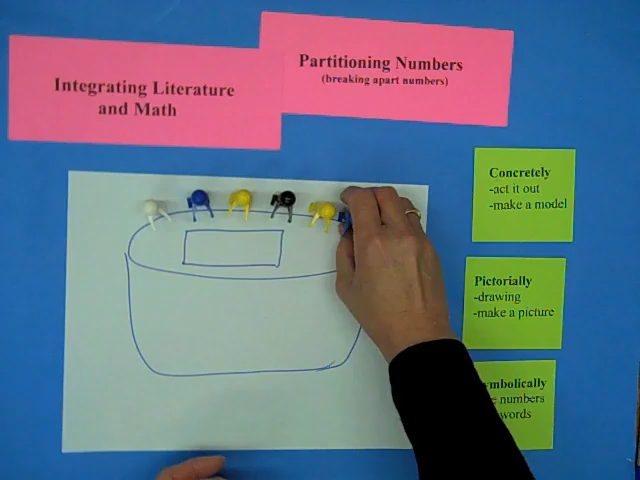 Integrating Literature
and Math
Partitioning Numbers
(breaking apart numbers)
Concretely
-act it out
-make a model
Pictorially
-drawing
-make a picture
numbers
words